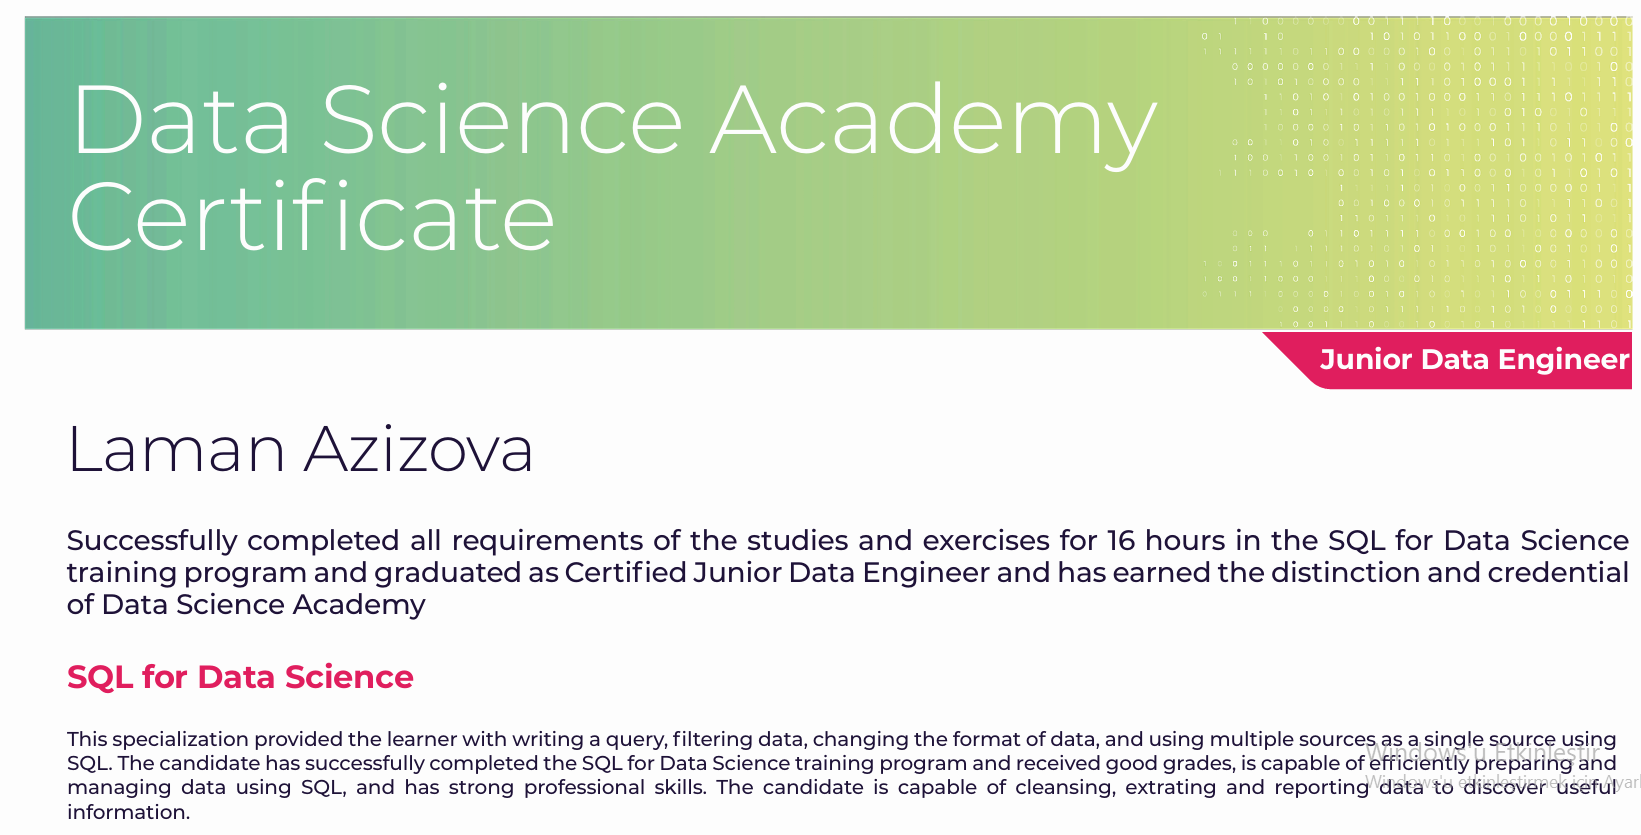 Data Science Academy
Certificate
Junior Data Engineer
Laman Azizova
Successfully completed all requirements of the studies and exercises for 16 hours in the SQL for Data Science
training program and graduated as Certified Junior Data Engineer and has earned the distinction and credential
of Data Science Academy
SQL for Data Science
This specialization provided the learner with writing a query, filtering data, changing the format of data, and using multiple sources as a single source using
SQL. The candidate has successfully completed the SQL for Data Science training program and received good grades, is capable of efficiently preparing and
managing data using SQL, and has strong professional skills. The candidate is capable of cleansing, extrating and reporting data to discover useful
information.
Windows'u Etkinleştir
Windows'u etkinleştirmek için Ayarl